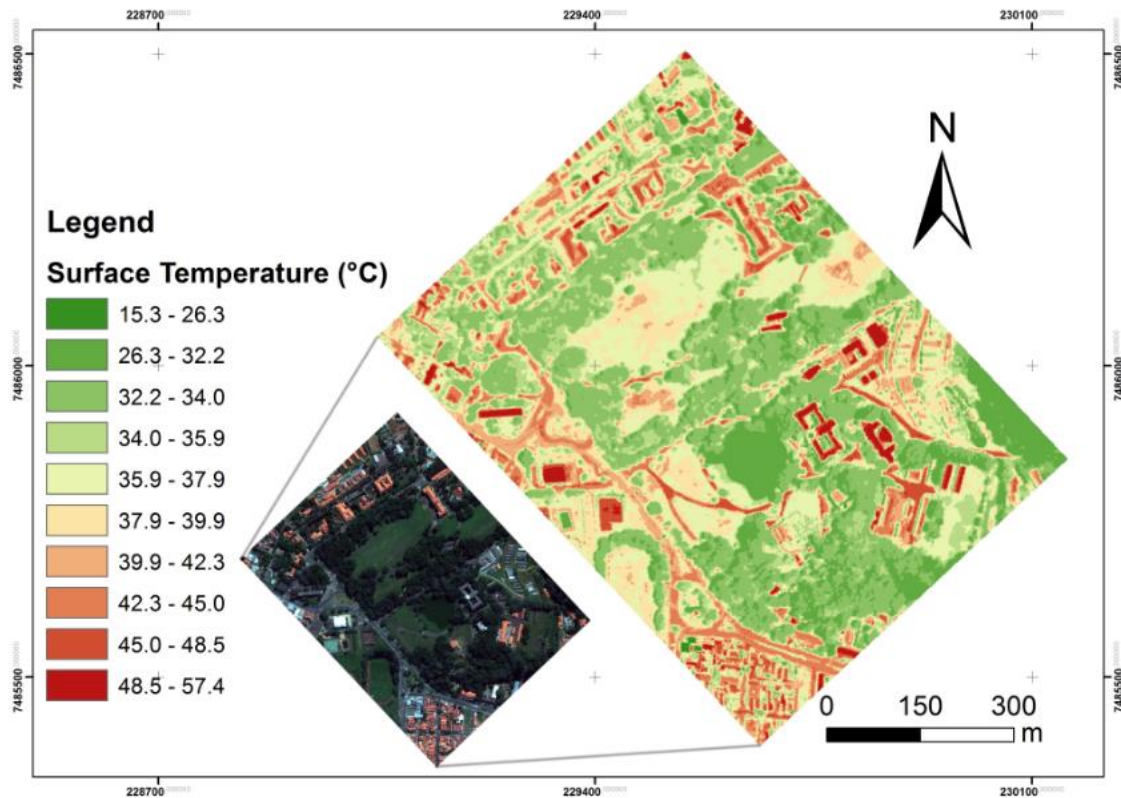 228700 229400 230100
7486500 7486500
N
Legend
Surface Temperature (°C)
15.3 - 26.3
26.3 - 32.2
32.2 - 34.0
34.0 - 35.9
35.9 - 37.9
37.9 - 39.9
39.9 - 42.3
42.3 - 45.0
45.0 - 48.5
48.5 - 57.4
7486000 7486000
7485500 7485500
0 150 300
m
228700 229400 230100